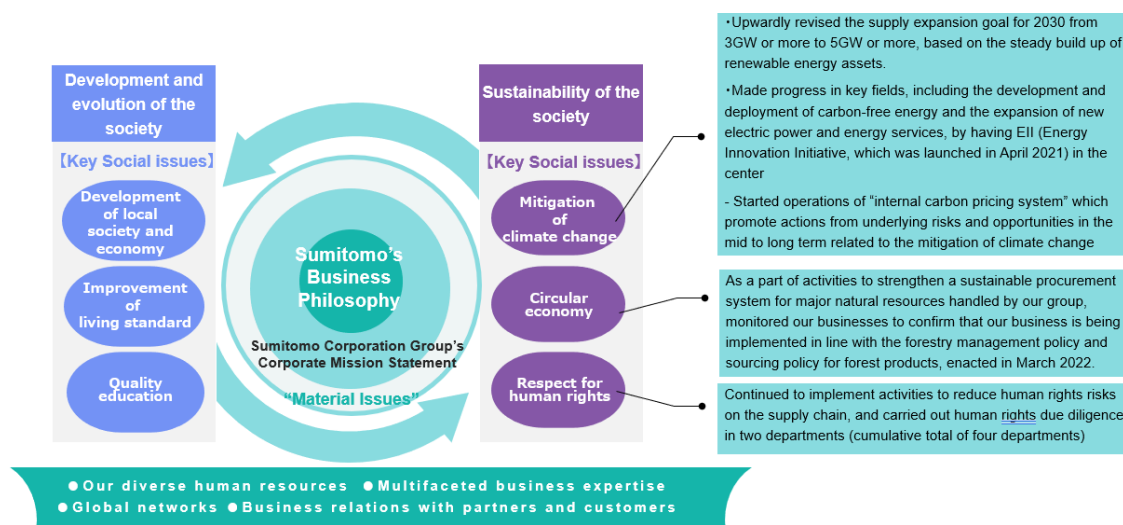 Development and
evolution of the
society
【Key Social issues】
Development
of local
society and
economy
Improvement
of
living standard
Quality
education
Sumitomo's
Business
Philosophy
Sumitomo Corporation Group's
Corporate Mission Statement
"Material Issues"
Sustainability of the
society
【Key Social issues】
Mitigation
of
climate change
Circular
economy
Respect for
human rights
・Upwardly revised the supply expansion goal for 2030 from
3GW or more to 5GW or more, based on the steady build up of
renewable energy assets.
・Made progress in key fields, including the development and
deployment of carbon-free energy and the expansion of new
electric power and energy services, by having EII (Energy
Innovation Initiative, which was launched in April 2021) in the
center
- Started operations of "internal carbon pricing system" which
promote actions from underlying risks and opportunities in the
mid to long term related to the mitigation of climate change
As a part of activities to strengthen a sustainable procurement
system for major natural resources handled by our group,
monitored our businesses to confirm that our business is being
implemented in line with the forestry management policy and
sourcing policy for forest products, enacted in March 2022.
Continued to implement activities to reduce human rights risks
on the supply chain, and carried out human rights due diligence
in two departments (cumulative total of four departments)
●Our diverse human resources ●Multifaceted business expertise
●Global networks ●Business relations with partners and customers